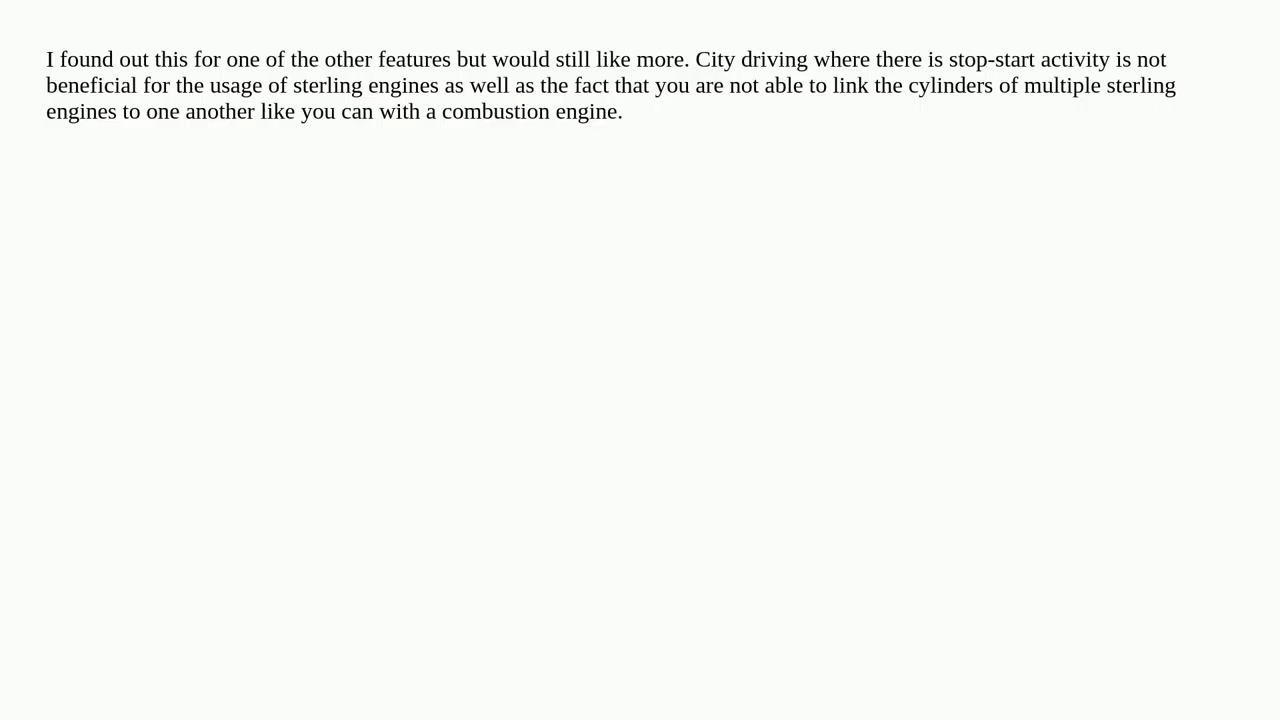 I found out this for one of the other features but would still like more. City driving where there is stop-start activity is not
beneficial for the usage of sterling engines as well as the fact that you are not able to link the cylinders of multiple sterling
engines to one another like you can with a combustion engine.